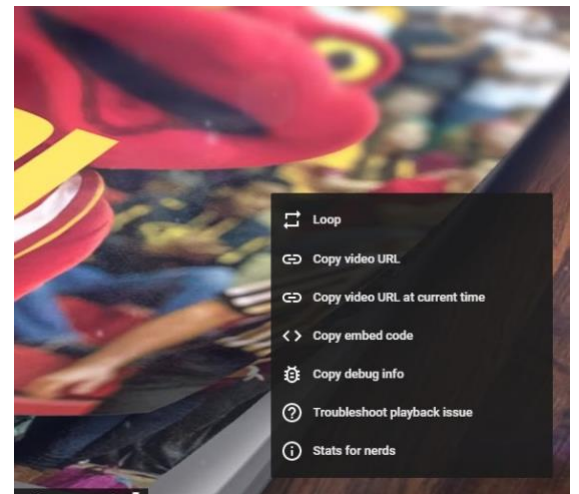 Loop
Copy video URL
Copy video URL at current time
Copy embed code
Copy debug info
Troubleshoot playback issue
Stats for nerds